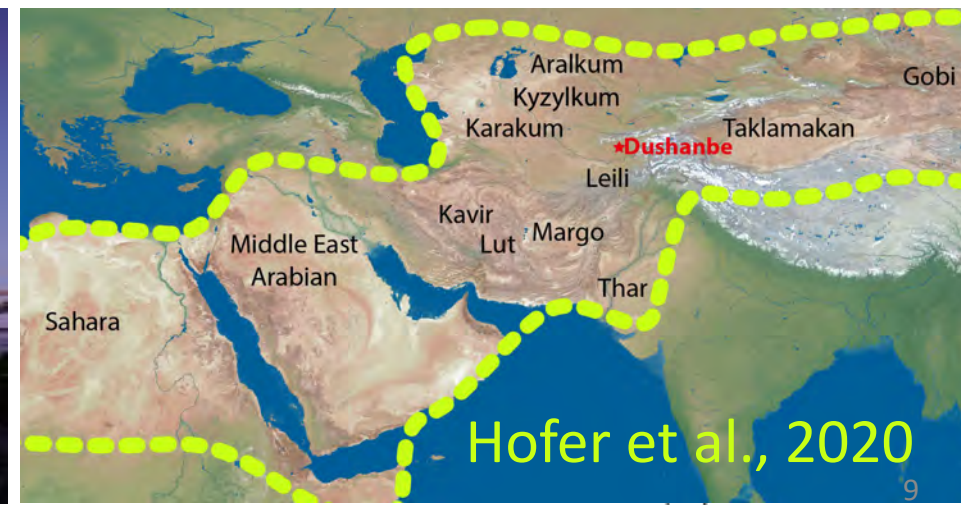 Aralkum
Gobi
Kyzylkum
Karakum
Taklamakan
Dushanbe
Leili
Kavir
Lut
Margo
Middle East
Arabian
Thar
Sahara
Hofer et al., 2020
9